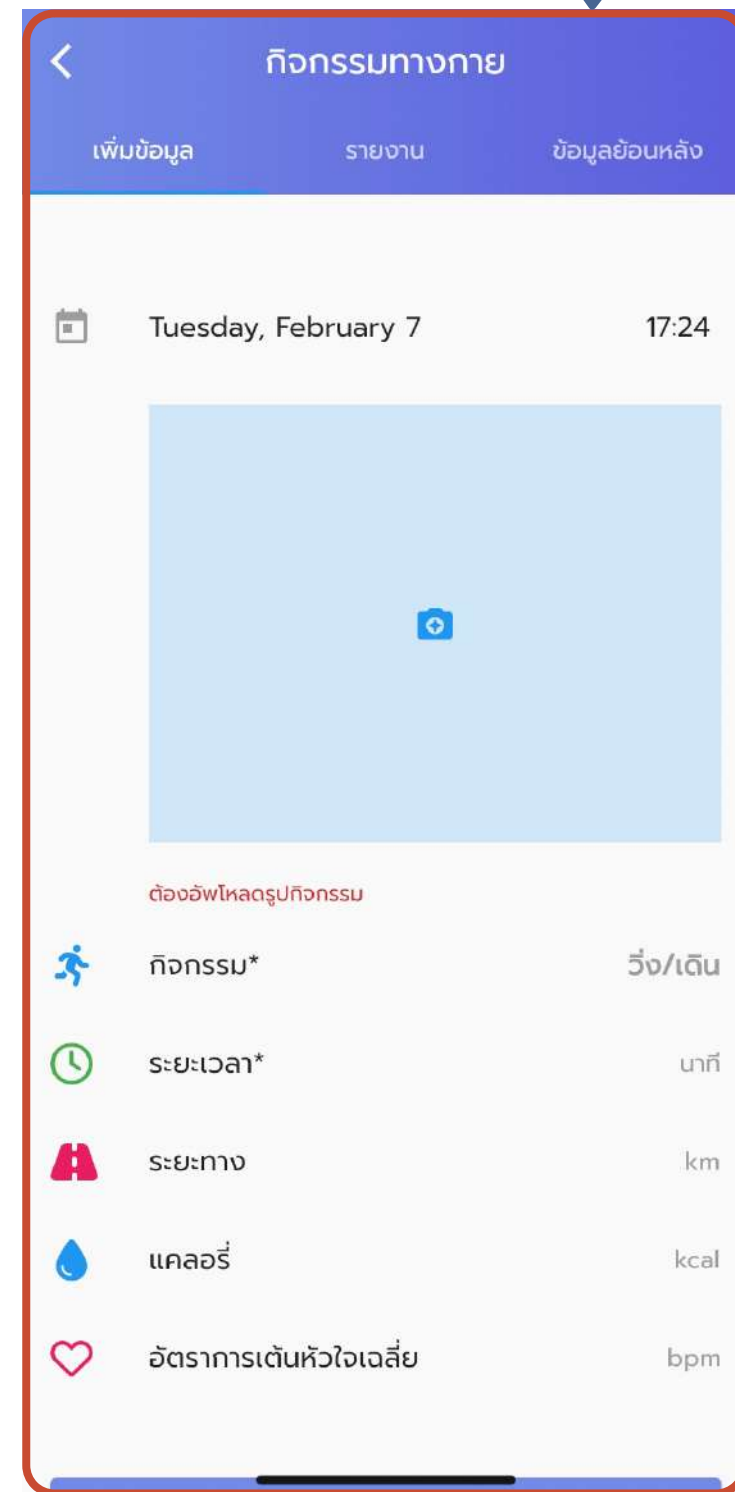 กิจกรรมทางกาย
เพิ่มข้อมูล รายงาน ข้อมูลย้อนหลัง
Tuesday, February 7 17:24
ต้องอัพโหลดรูปกิจกรรม
กิจกรรม* วิ่ง/เดิน
ระยะเวลา* นาที
ระยะทาง km
แคลอรี่ kcal
อัตราการเต้นหัวใจเฉลี่ย bpm